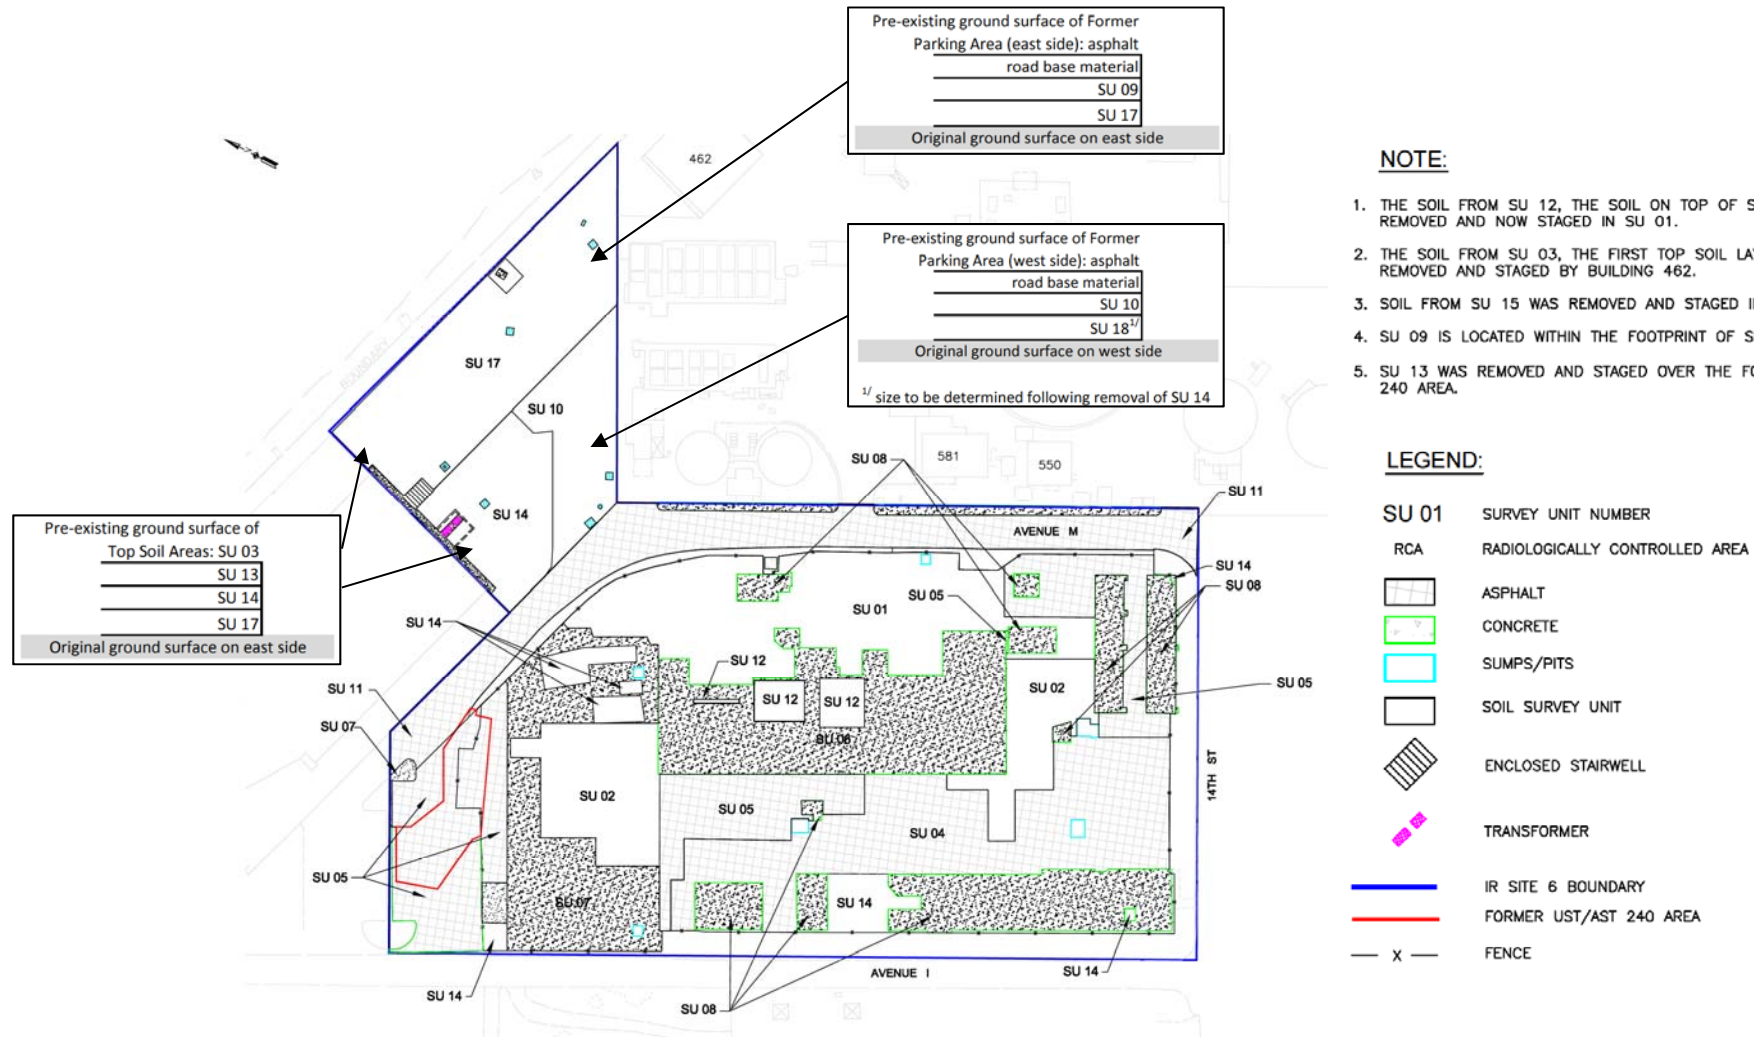 Pre-existing ground surface of Former
Parking Area (east side): asphalt
road base material
SU 09
SU 17
Original ground surface on east side
462
Pre-existing ground surface of Former
Parking Area (west side): asphalt
road base material
SU 10
SU 18 1/
Original ground surface on west side
1/ size to be determined following removal of SU 14
NOTE:
1. THE SOIL FROM SU 12, THE SOIL ON TOP OF S
REMOVED AND NOW STAGED IN SU 01.
2. THE SOIL FROM SU 03, THE FIRST TOP SOIL LA
REMOVED AND STAGED BY BUILDING 462.
3. SOIL FROM SU 15 WAS REMOVED AND STAGED I
4. SU 09 IS LOCATED WITHIN THE FOOTPRINT OF S
5. SU 13 WAS REMOVED AND STAGED OVER THE FO
240 AREA.
BOUNDARY
SU 17
SU 10
SU 14
Pre-existing ground surface of
Top Soil Areas: SU 03
SU 13
SU 14
SU 17
Original ground surface on east side
SU 08
581
550
SU 11
AVENUE M
SU 14
SU 08
SU 01
SU 05
SU 14
SU 12
SU 12
SU 12
SU 02
SU 05
SU 11
SU 07
SU 06
SU 02
SU 05
SU 04
14TH ST
SU 05
SU 07
SU 14
SU 14
SU 08
AVENUE I
SU 14
LEGEND:
SU 01 SURVEY UNIT NUMBER
RCA RADIOLOGICALLY CONTROLLED AREA
ASPHALT
CONCRETE
SUMPS/PITS
SOIL SURVEY UNIT
ENCLOSED STAIRWELL
TRANSFORMER
IR SITE 6 BOUNDARY
FORMER UST/AST 240 AREA
X FENCE